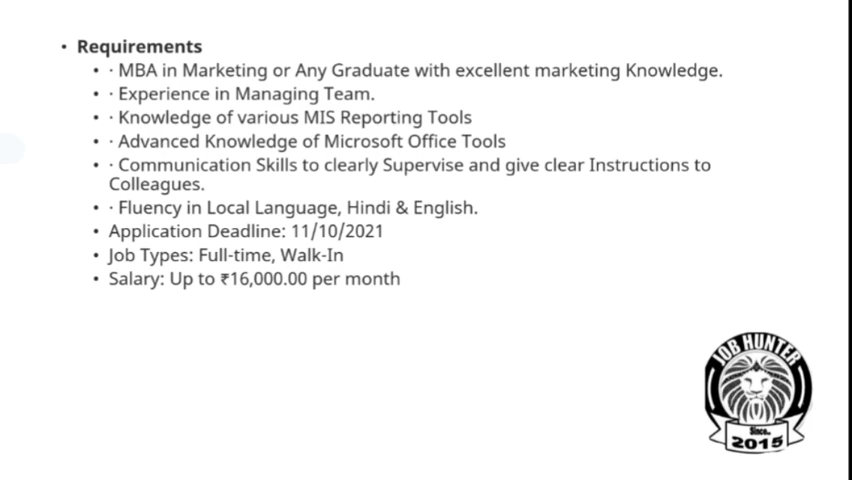 • Requirements
• · MBA in Marketing or Any Graduate with excellent marketing Knowledge.
• · Experience in Managing Team.
• · Knowledge of various MIS Reporting Tools
• · Advanced Knowledge of Microsoft Office Tools
• · Communication Skills to clearly Supervise and give clear Instructions to
Colleagues.
• · Fluency in Local Language, Hindi & English.
• Application Deadline: 11/10/2021
• Job Types: Full-time, Walk-In
• Salary: Up to ₹16,000.00 per month
JOB HUNTER
Since..
2015